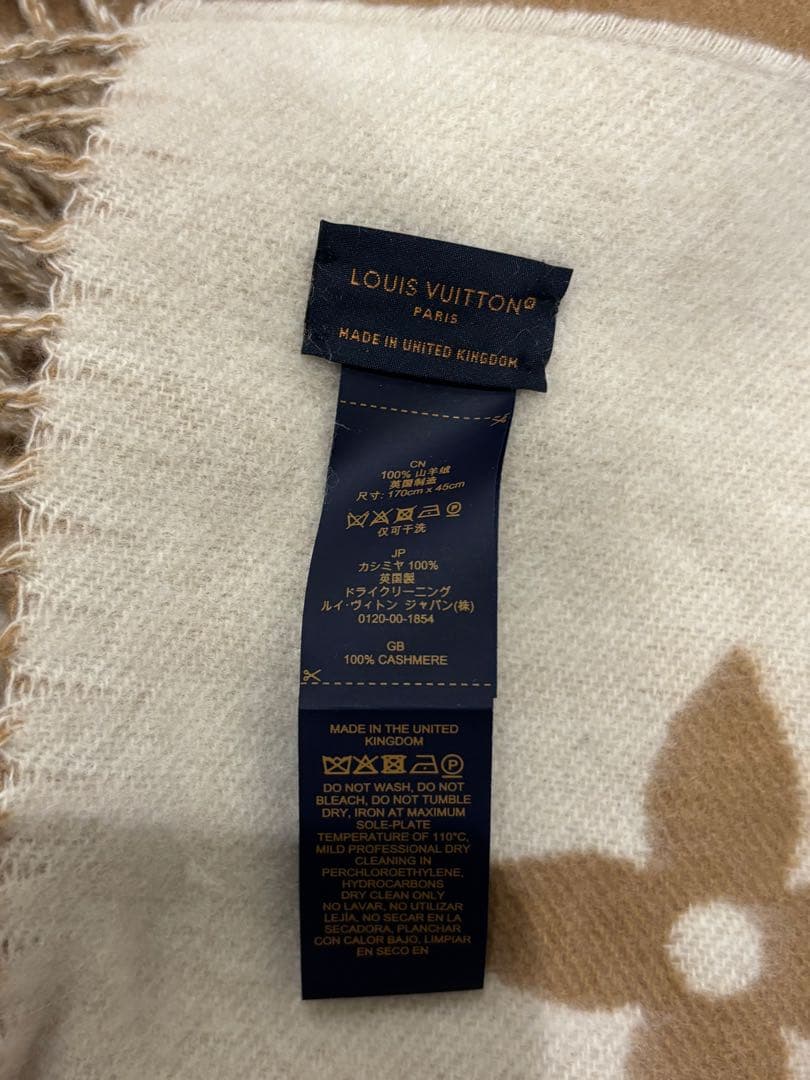 LOUIS VUITTON
PARIS
MADE IN UNITED KINGDOM
CN
100% 山羊绒
英国制造
尺寸: 170cm x 45cm
仅可干洗
JP
カシミヤ 100%
英国製
ドライクリーニング
ルイ·ヴィトン ジャパン(株)
0120-00-1854
GB
100% CASHMERE
MADE IN THE UNITED
KINGDOM
DO NOT WASH, DO NOT
BLEACH, DO NOT TUMBLE
DRY, IRON AT MAXIMUM
SOLE-PLATE
TEMPERATURE OF 110°C,
MILD PROFESSIONAL DRY
CLEANING IN
PERCHLOROETHYLENE,
HYDROCARBONS
DRY CLEAN ONLY
NO LAVAR, NO UTILIZAR
LEJÍA, NO SECAR EN LA
SECADORA, PLANCHAR
CON CALOR BAJO, LIMPIAR
EN SECO EN